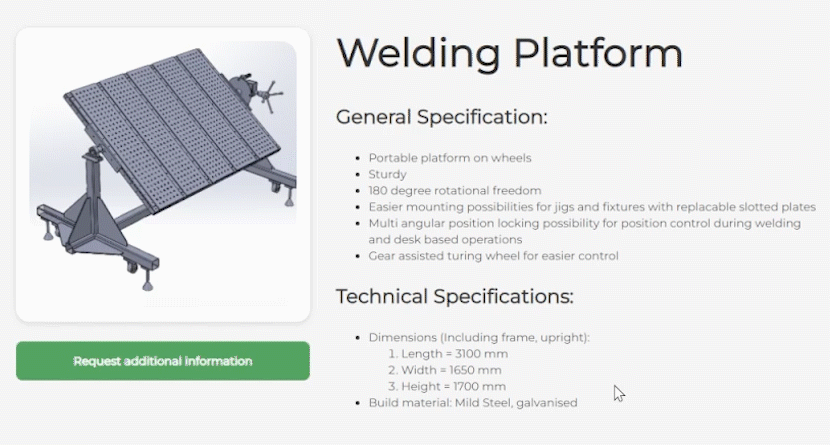 Welding Platform
General Specification:
Portable platform on wheels
Sturdy
180 degree rotational freedom
Easier mounting possibilities for jigs and fixtures with replacable slotted plates
Multi angular position locking possibility for position control during welding
and desk based operations
Gear assisted turing wheel for easier control
Technical Specifications:
Dimensions (Including frame, upright):
1. Length = 3100 mm
2. Width = 1650 mm
3. Height = 1700 mm
Build material: Mild Steel, galvanised
Request additional information